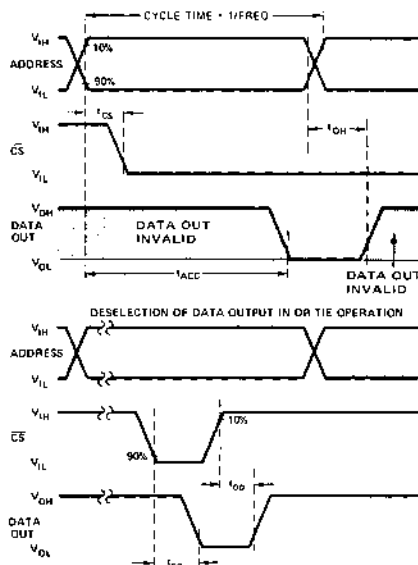 CYCLE TIME = 1/FREQ
VIH
10%
ADDRESS
90%
VIL
tCS
VIH
tOH
CS
VIL
VOH
DATA
OUT
DATA OUT
INVALID
VOL
DATA OUT
INVALID
tACC
DESELECTION OF DATA OUTPUT IN OR TIE OPERATION
VIH
ADDRESS
VIL
VIH
10%
CS
90%
VIL
tOD
VOH
DATA
OUT
VOL